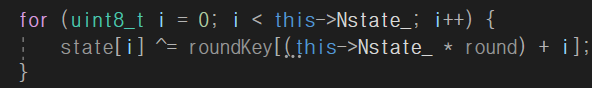 for (uint8_t i = 0; i < this->Nstate_; i++) {
    state[i] ^= roundKey[(this->Nstate_ * round) + i];
}